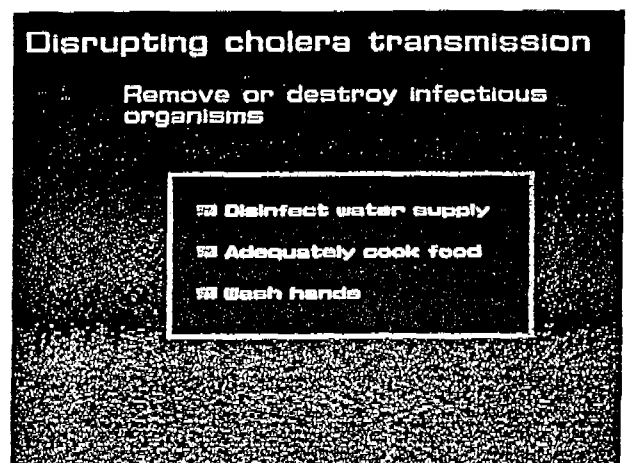 Disrupting cholera transmission
Remove or destroy infectious
organisms
Disinfect water supply
Adequately cook food
Wash hands